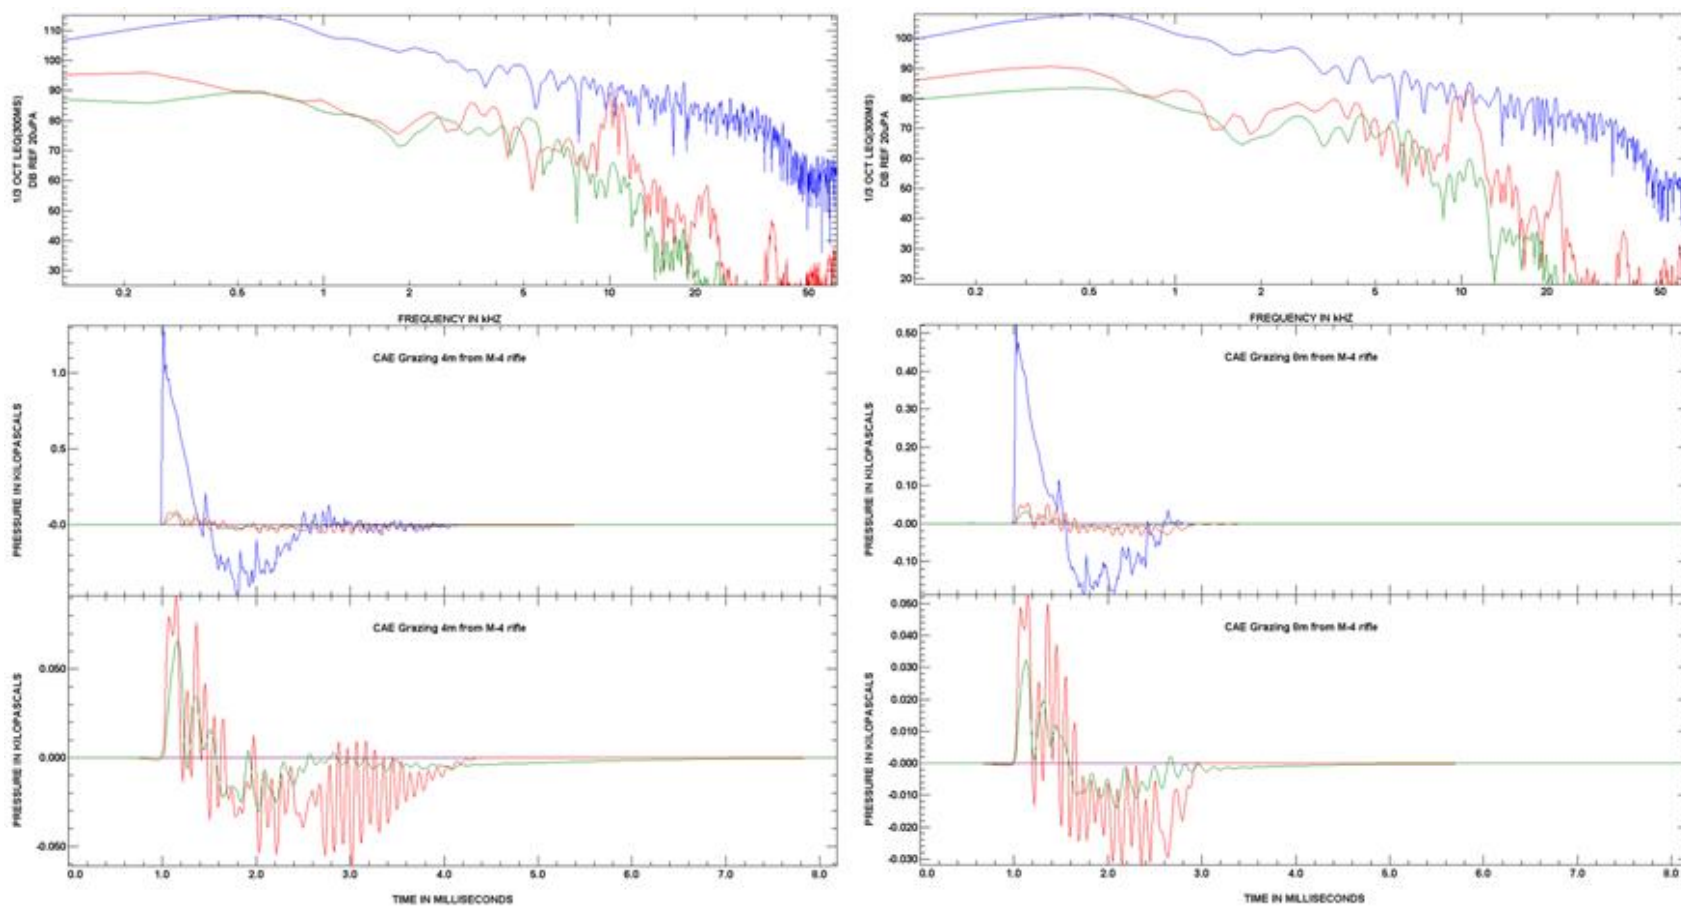 1/3 OCT LEQ(300MS)
DB REF 20uPA
110
100
90
80
70
60
50
40
30
0.2 0.5 1 2 5 10 20 50
FREQUENCY IN kHZ
1/3 OCT LEQ(300MS)
DB REF 20uPA
100
90
80
70
60
50
40
30
20
0.2 0.5 1 2 5 10 20 50
FREQUENCY IN kHZ
CAE Grazing 4m from M-4 rifle
PRESSURE IN KILOPASCALS
1.0
0.5
-0.0
CAE Grazing 8m from M-4 rifle
PRESSURE IN KILOPASCALS
0.50
0.40
0.30
0.20
0.10
-0.00
-0.10
CAE Grazing 4m from M-4 rifle
PRESSURE IN KILOPASCALS
0.050
0.000
-0.050
0.0 1.0 2.0 3.0 4.0 5.0 6.0 7.0 8.0
TIME IN MILLISECONDS
CAE Grazing 8m from M-4 rifle
PRESSURE IN KILOPASCALS
0.050
0.040
0.030
0.020
0.010
-0.000
-0.010
-0.020
-0.030
0.0 1.0 2.0 3.0 4.0 5.0 6.0 7.0 8.0
TIME IN MILLISECONDS